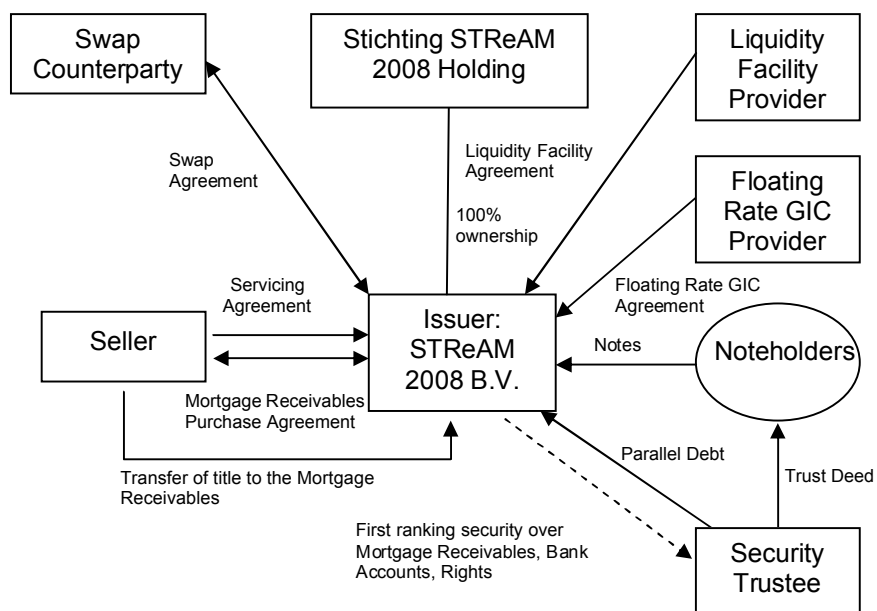 Swap
Counterparty
Stichting STReAM
2008 Holding
Liquidity
Facility
Provider
Swap
Agreement
Liquidity Facility
Agreement
100%
ownership
Floating
Rate GIC
Provider
Servicing
Agreement
Floating Rate GIC
Agreement
Seller
Issuer:
STReAM
2008 B.V.
Notes
Noteholders
Mortgage Receivables
Purchase Agreement
Transfer of title to the Mortgage
Receivables
Parallel Debt
Trust Deed
First ranking security over
Mortgage Receivables, Bank
Accounts, Rights
Security
Trustee